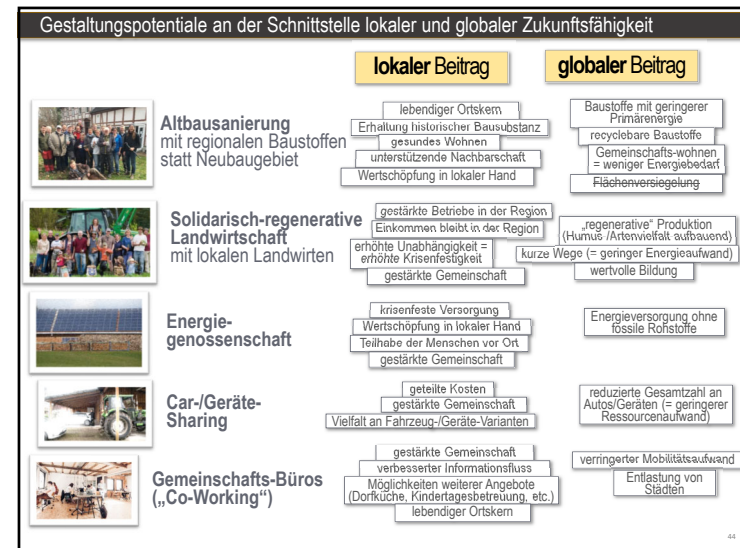 Gestaltungspotentiale an der Schnittstelle lokaler und globaler Zukunftsfähigkeit
lokaler Beitrag
globaler Beitrag
Altbausanierung
mit regionalen Baustoffen
statt Neubaugebiet
lebendiger Ortskern
Erhaltung historischer Bausubstanz
gesundes Wohnen
unterstützende Nachbarschaft
Wertschöpfung in lokaler Hand
Baustoffe mit geringerer
Primärenergie
recyclebare Baustoffe
Gemeinschafts-wohnen
= weniger Energiebedarf
Flächenversiegelung
Solidarisch-regenerative
Landwirtschaft
mit lokalen Landwirten
gestärkte Betriebe in der Region
Einkommen bleibt in der Region
erhöhte Unabhängigkeit =
erhöhte Krisenfestigkeit
gestärkte Gemeinschaft
„regenerative“ Produktion
(Humus-/Artenvielfalt aufbauend)
kurze Wege (= geringer Energieaufwand)
wertvolle Bildung
Energie-
genossenschaft
krisenfeste Versorgung
Wertschöpfung in lokaler Hand
Teilhabe der Menschen vor Ort
gestärkte Gemeinschaft
Energieversorgung ohne
fossile Rohstoffe
Car-/Geräte-
Sharing
geteilte Kosten
gestärkte Gemeinschaft
Vielfalt an Fahrzeug-/Geräte-Varianten
reduzierte Gesamtzahl an
Autos/Geräten (= geringerer
Ressourcenaufwand)
Gemeinschafts-Büros
(„Co-Working“)
gestärkte Gemeinschaft
verbesserter Informationsfluss
Möglichkeiten weiterer Angebote
(Dorfküche, Kindertagesbetreuung, etc.)
lebendiger Ortskern
verringerter Mobilitätsaufwand
Entlastung von
Städten
44